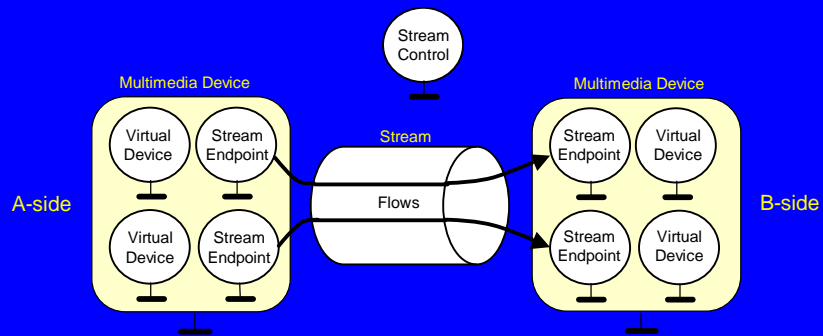 Stream
Control
Multimedia Device
Multimedia Device
Stream
Virtual
Device
Stream
Endpoint
Stream
Endpoint
Virtual
Device
A-side
Flows
B-side
Virtual
Device
Stream
Endpoint
Stream
Endpoint
Virtual
Device